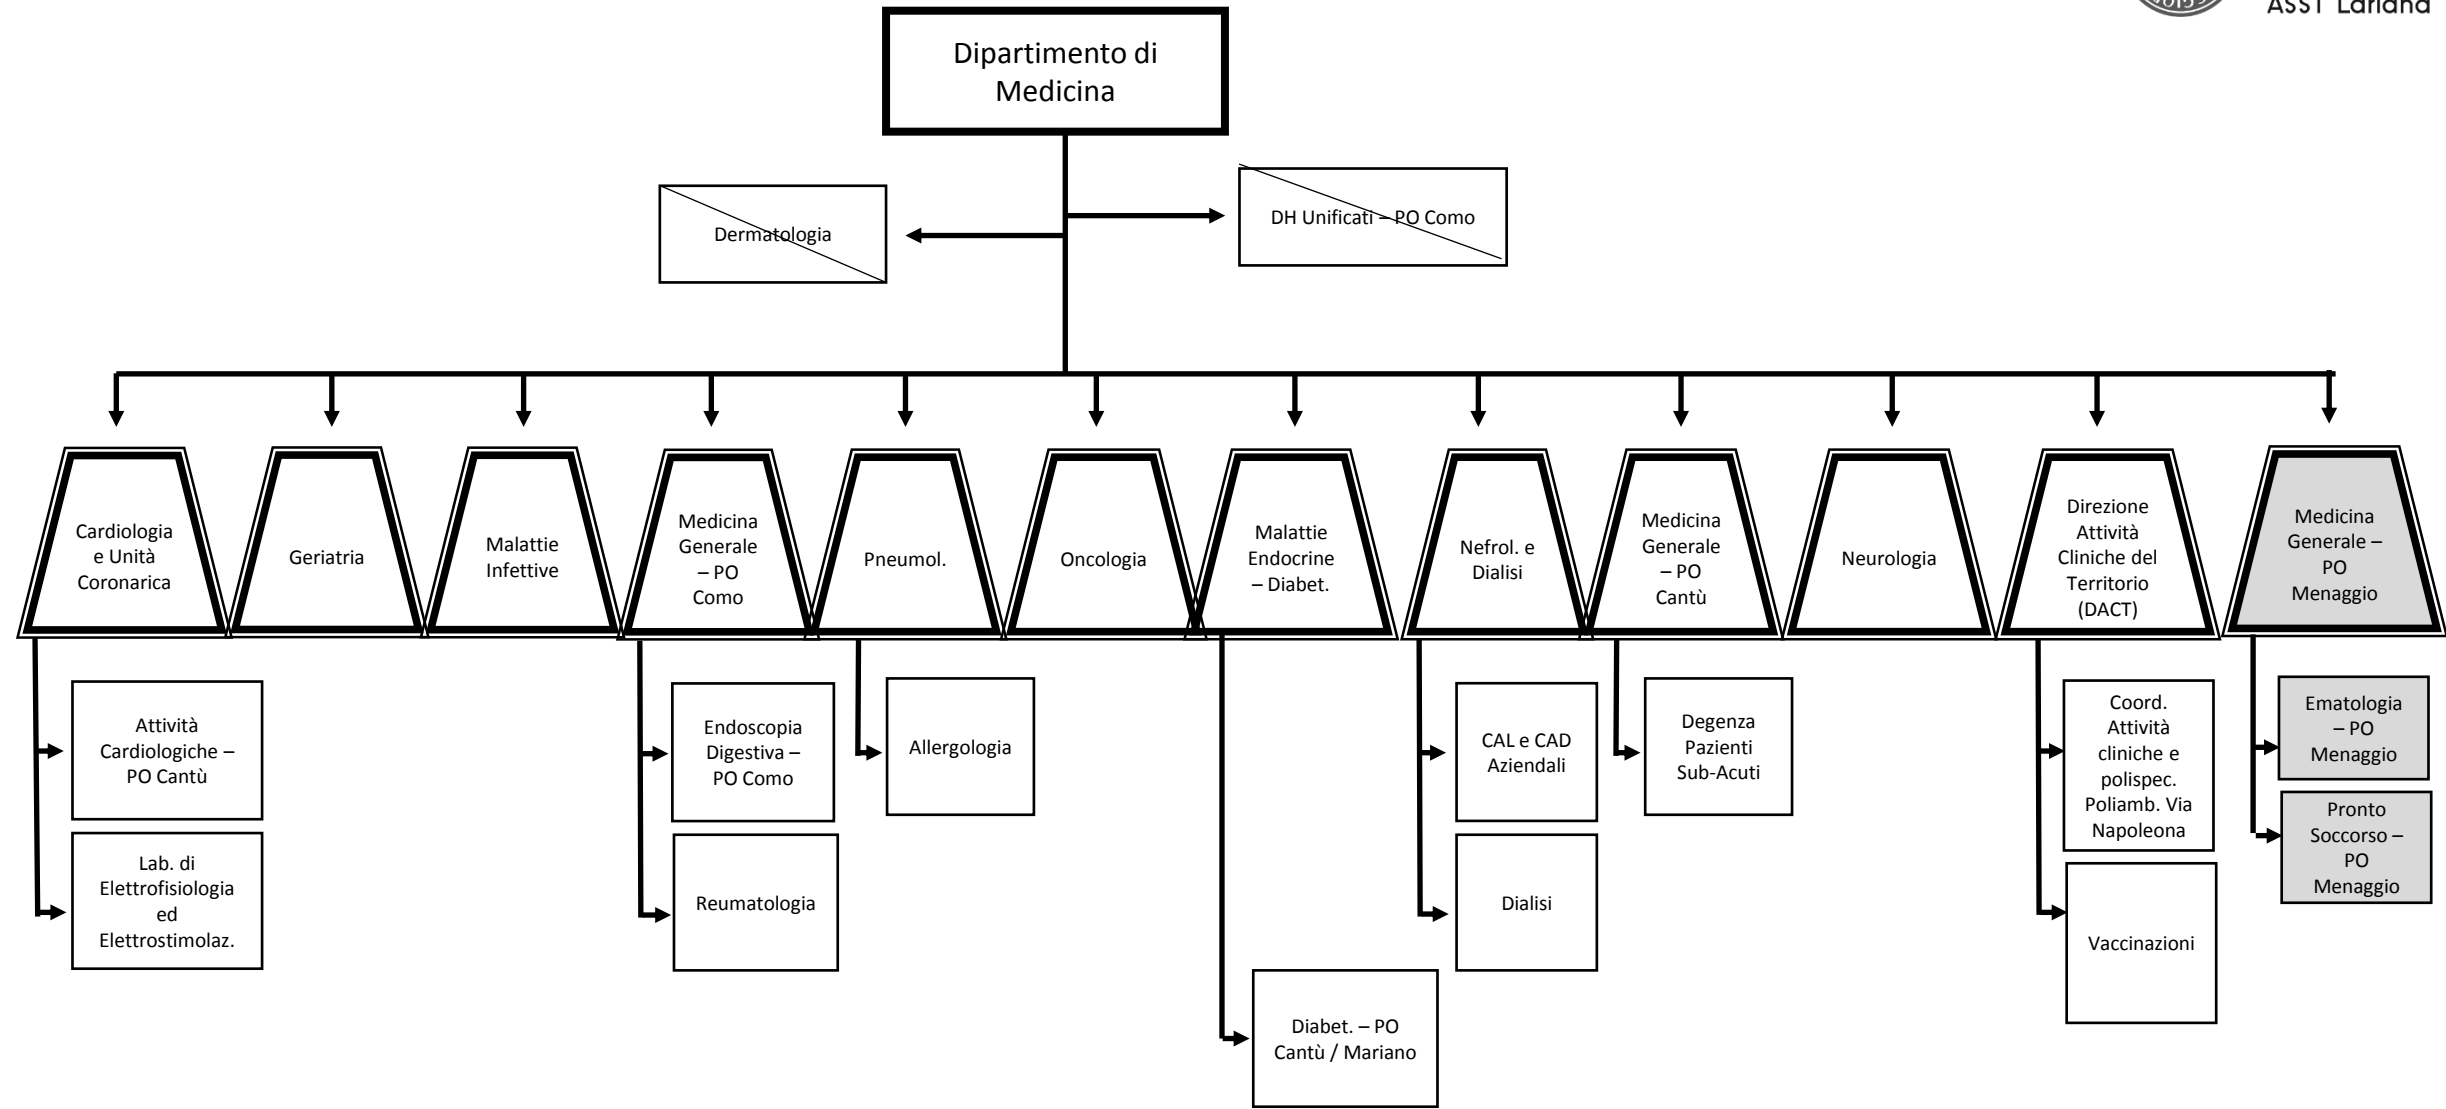 ASST Lariana
Dipartimento di
Medicina
Dermatologia
DH Unificati – PO Como
Cardiologia
e Unità
Coronarica
Geriatria
Malattie
Infettive
Medicina
Generale
– PO
Como
Pneumol.
Oncologia
Malattie
Endocrine
– Diabet.
Nefrol. e
Dialisi
Medicina
Generale
– PO
Cantù
Neurologia
Direzione
Attività
Cliniche del
Territorio
(DACT)
Medicina
Generale –
PO
Menaggio
Attività
Cardiologiche –
PO Cantù
Lab. di
Elettrofisiologia
ed
Elettrostimolaz.
Endoscopia
Digestiva –
PO Como
Reumatologia
Allergologia
Diabet. – PO
Cantù / Mariano
CAL e CAD
Aziendali
Dialisi
Degenza
Pazienti
Sub-Acuti
Coord.
Attività
cliniche e
polispec.
Poliamb. Via
Napoleona
Vaccinazioni
Ematologia
– PO
Menaggio
Pronto
Soccorso –
PO
Menaggio